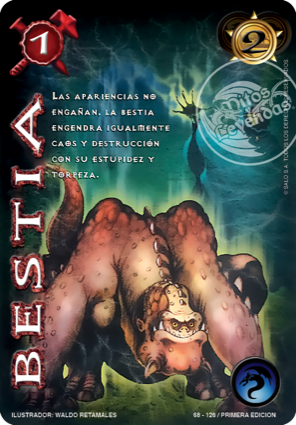 1
2
LAS APARIENCIAS NO
ENGAÑAN, LA BESTIA
ENGENDRA IGUALMENTE
CAOS Y DESTRUCCIÓN
CON SU ESTUPIDEZ Y
TORPEZA.
mitos
y
leyendas
BESTIA
ILUSTRADOR: WALDO RETAMALES
68 - 126 / PRIMERA EDICION